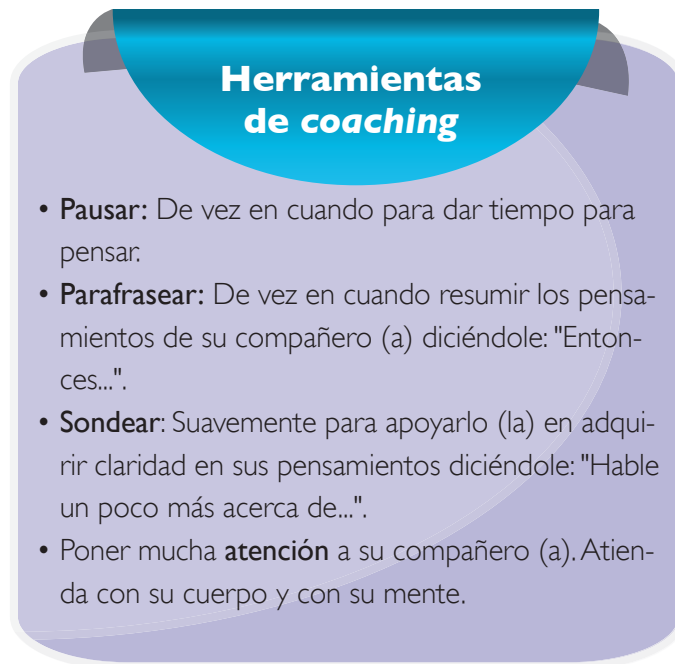 Herramientas
de coaching
• Pausar: De vez en cuando para dar tiempo para
pensar.
• Parafrasear: De vez en cuando resumir los pensa-
mientos de su compañero (a) diciéndole: "Enton-
ces...".
• Sondear: Suavemente para apoyarlo (la) en adqui-
rir claridad en sus pensamientos diciéndole: "Hable
un poco más acerca de...".
• Poner mucha atención a su compañero (a). Atien-
da con su cuerpo y con su mente.